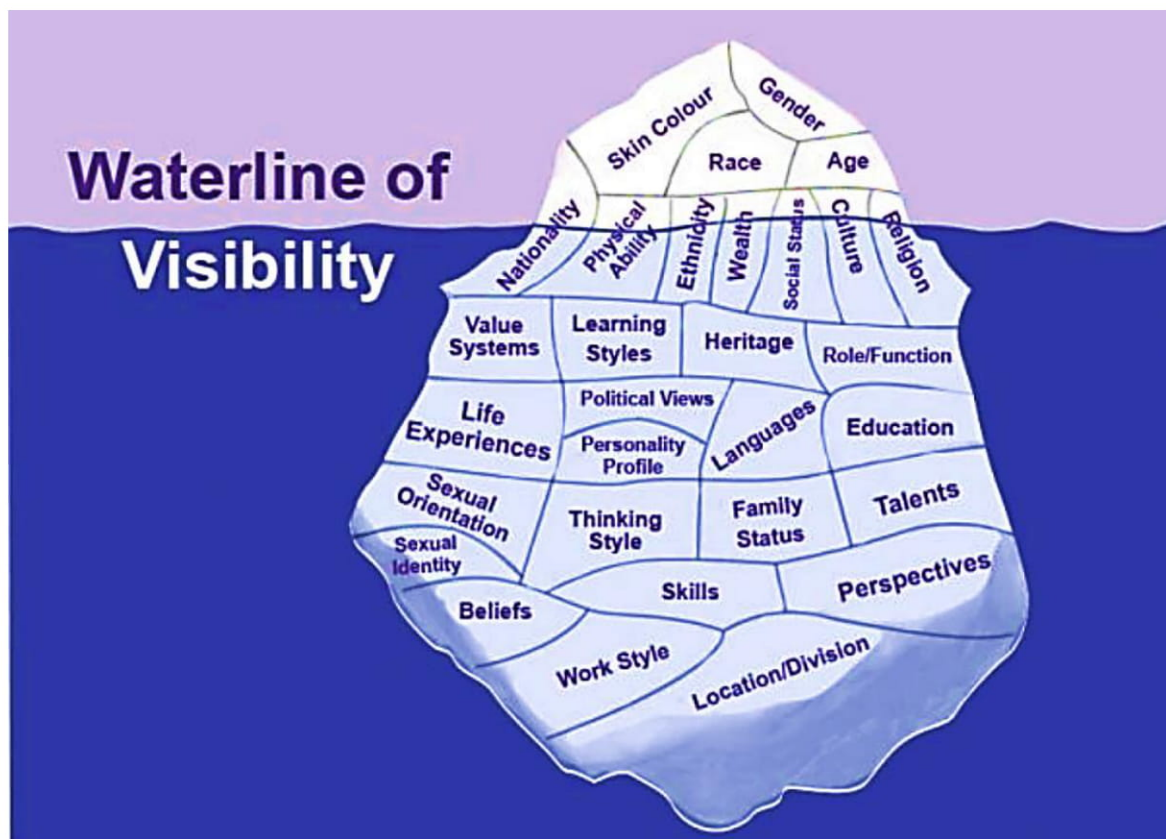 Waterline of
Visibility
Skin Colour
Gender
Race
Age
Nationality
Physical
Ability
Ethnicity
Wealth
Social Status
Culture
Religion
Value
Systems
Learning
Styles
Heritage
Role/Function
Life
Experiences
Political Views
Personality
Profile
Languages
Education
Sexual
Orientation
Thinking
Style
Family
Status
Talents
Sexual
Identity
Beliefs
Skills
Perspectives
Work Style
Location/Division